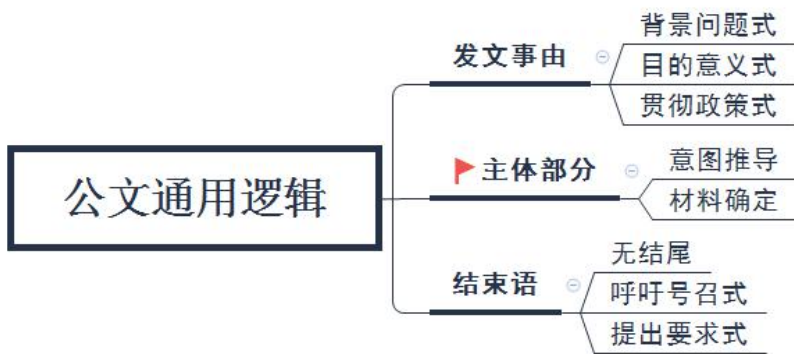 公文通用逻辑
发文事由
背景问题式
目的意义式
贯彻政策式
主体部分
意图推导
材料确定
结束语
无结尾
呼吁号召式
提出要求式